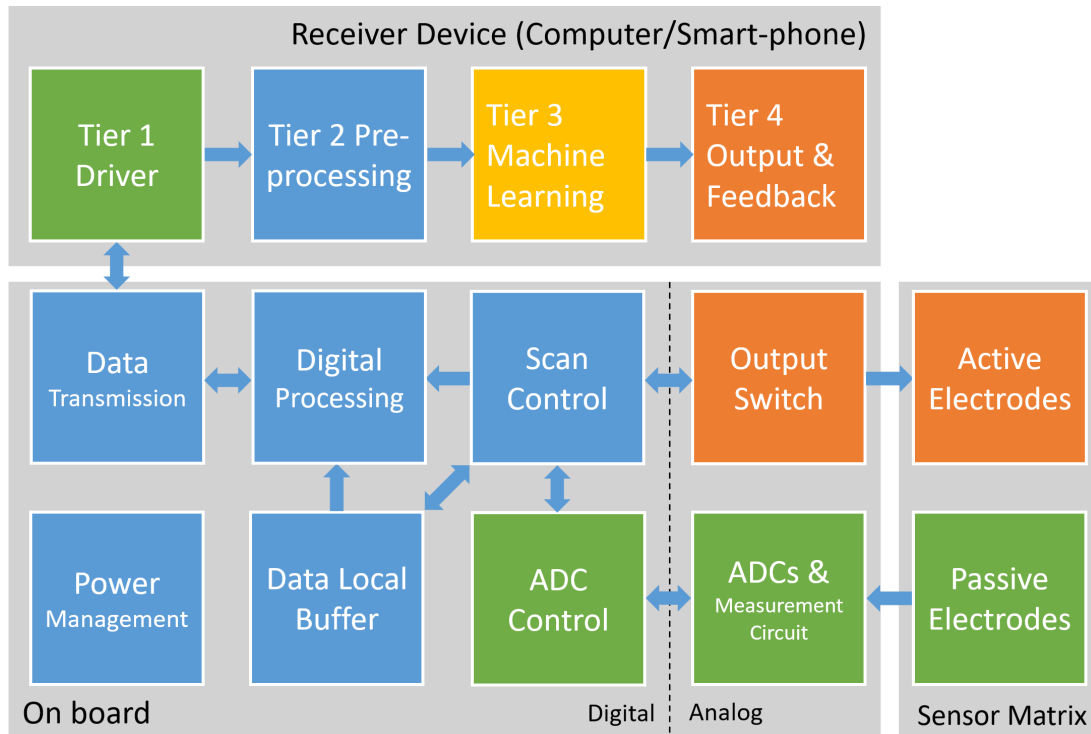 Receiver Device (Computer/Smart-phone)
Tier 1
Driver
Tier 2 Pre-
processing
Tier 3
Machine
Learning
Tier 4
Output &
Feedback
Data
Transmission
Digital
Processing
Scan
Control
Output
Switch
Active
Electrodes
Power
Management
Data Local
Buffer
ADC
Control
ADCs &
Measurement
Circuit
Passive
Electrodes
On board
Digital
Analog
Sensor Matrix